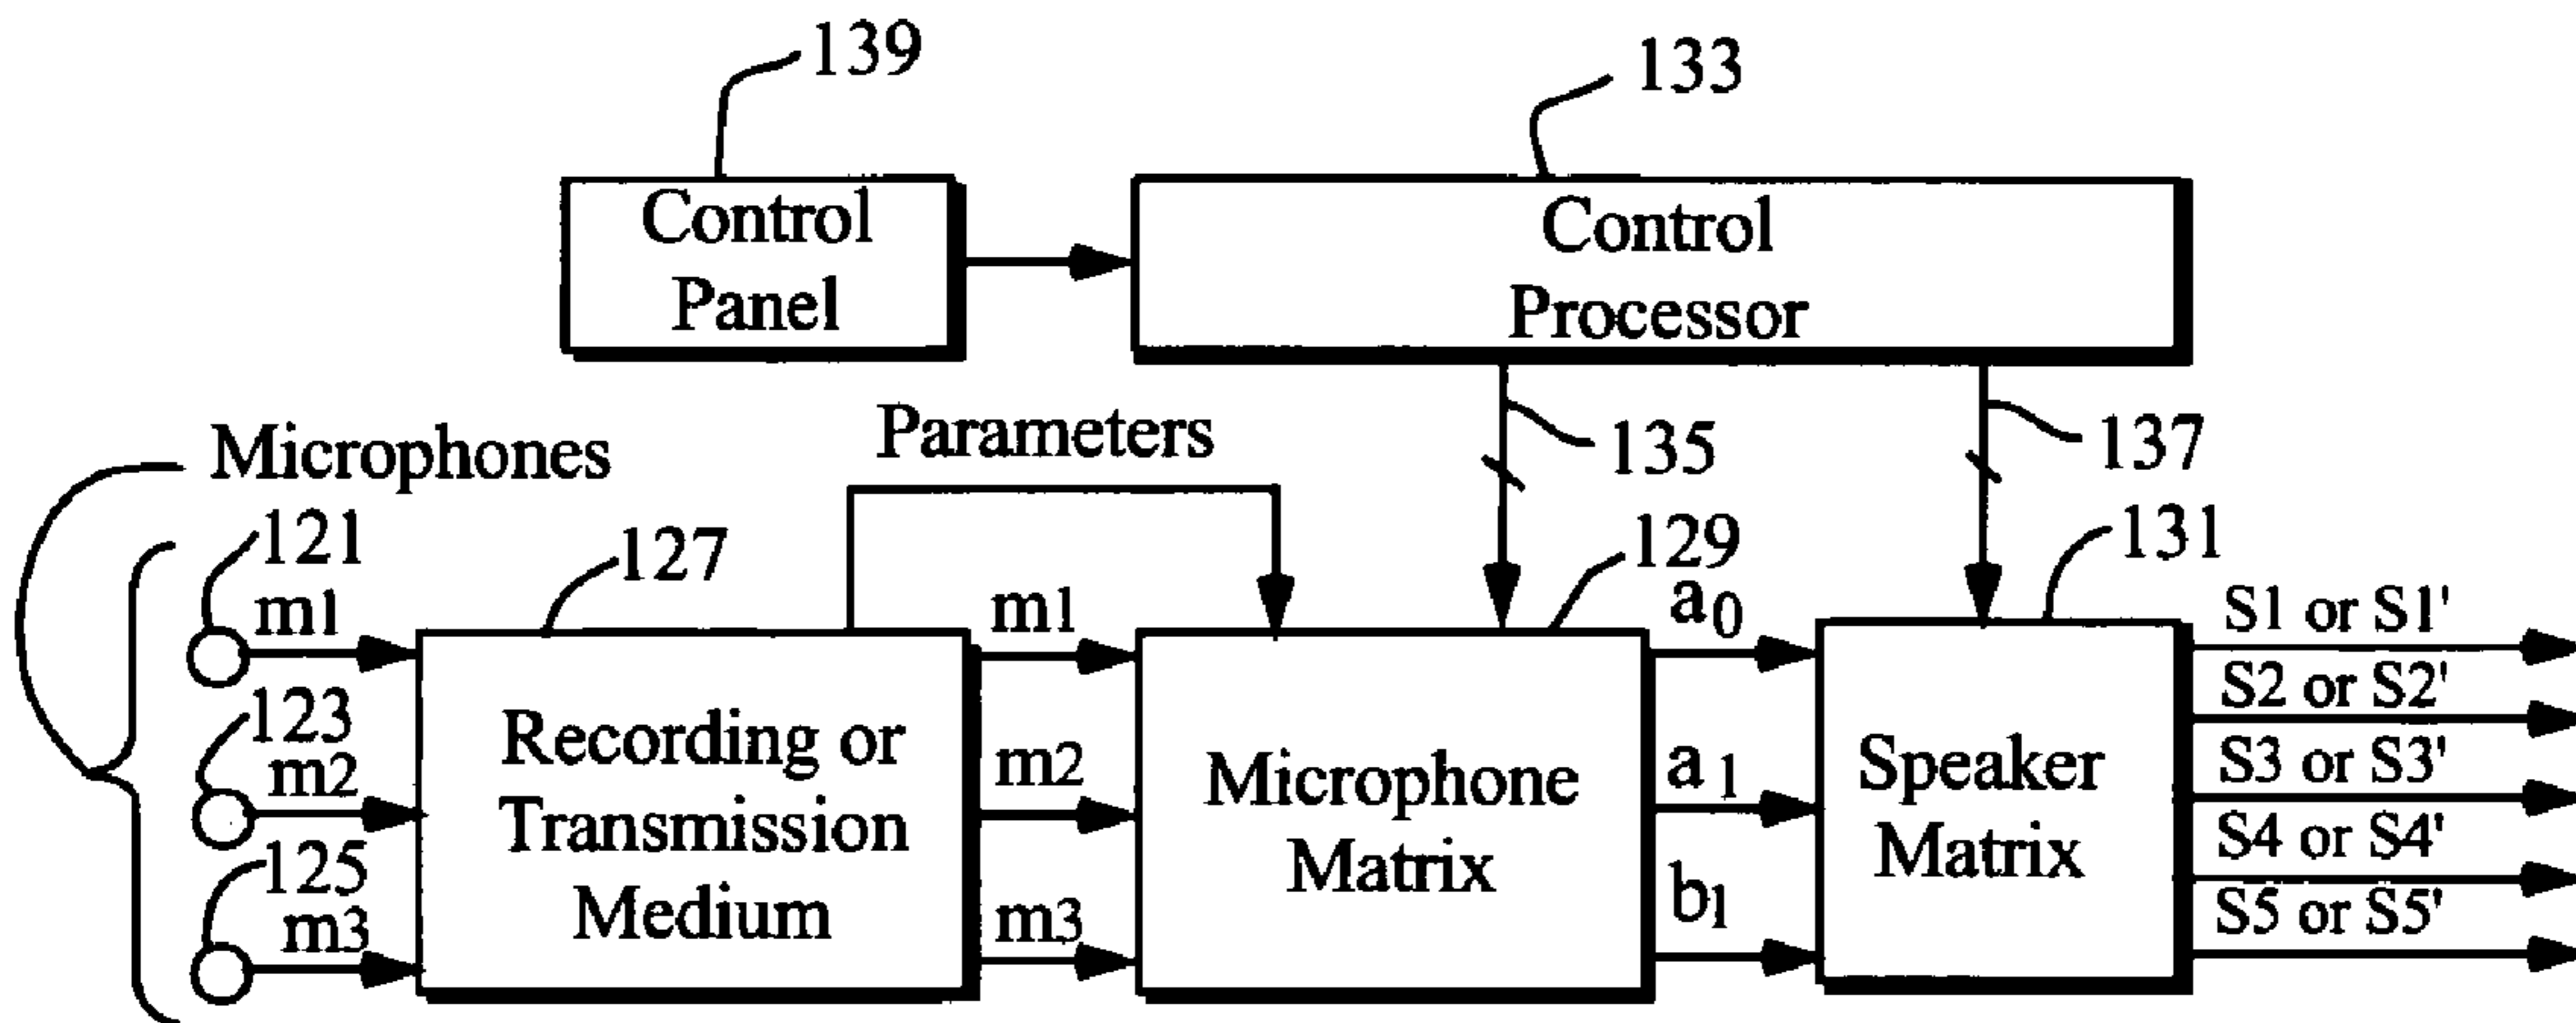 139
133
Control
Panel
Control
Processor
Parameters
135
137
Microphones
121
127
129
131
m1
m1
a0
S1 or S1'
123
m2
Recording or
Transmission
Medium
m2
Microphone
Matrix
a1
Speaker
Matrix
S2 or S2'
S3 or S3'
125
m3
m3
b1
S4 or S4'
S5 or S5'